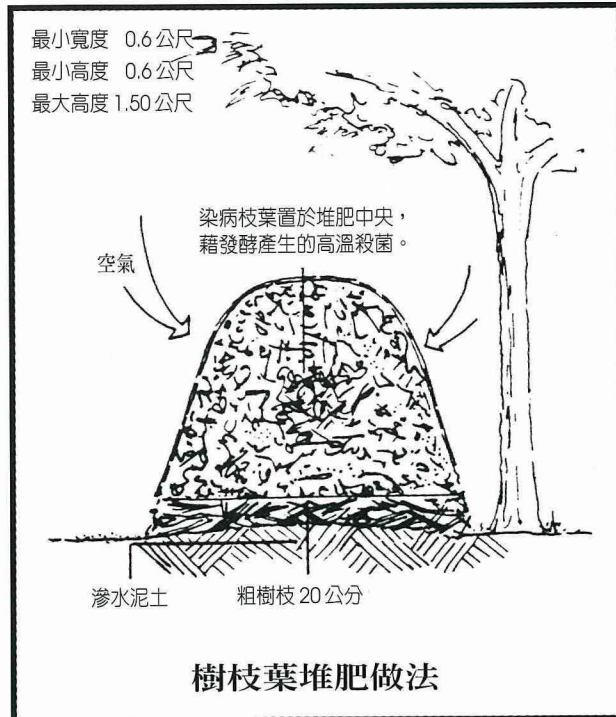 最小寬度 0.6公尺
最小高度 0.6公尺
最大高度 1.50公尺
染病枝葉置於堆肥中央，
藉發酵產生的高溫殺菌。
空氣
滲水泥土
粗樹枝20公分
樹枝葉堆肥做法